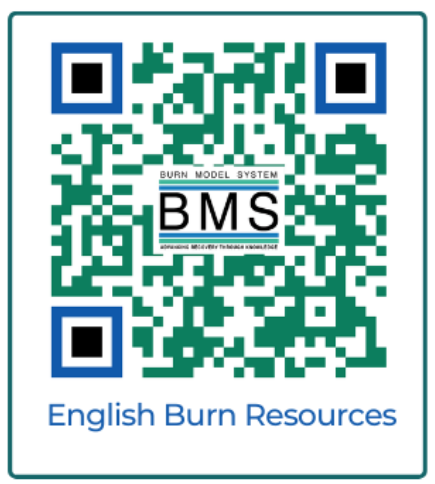 BURN MODEL SYSTEM
BMS
ADVANCING RECOVERY THROUGH KNOWLEDGE
English Burn Resources